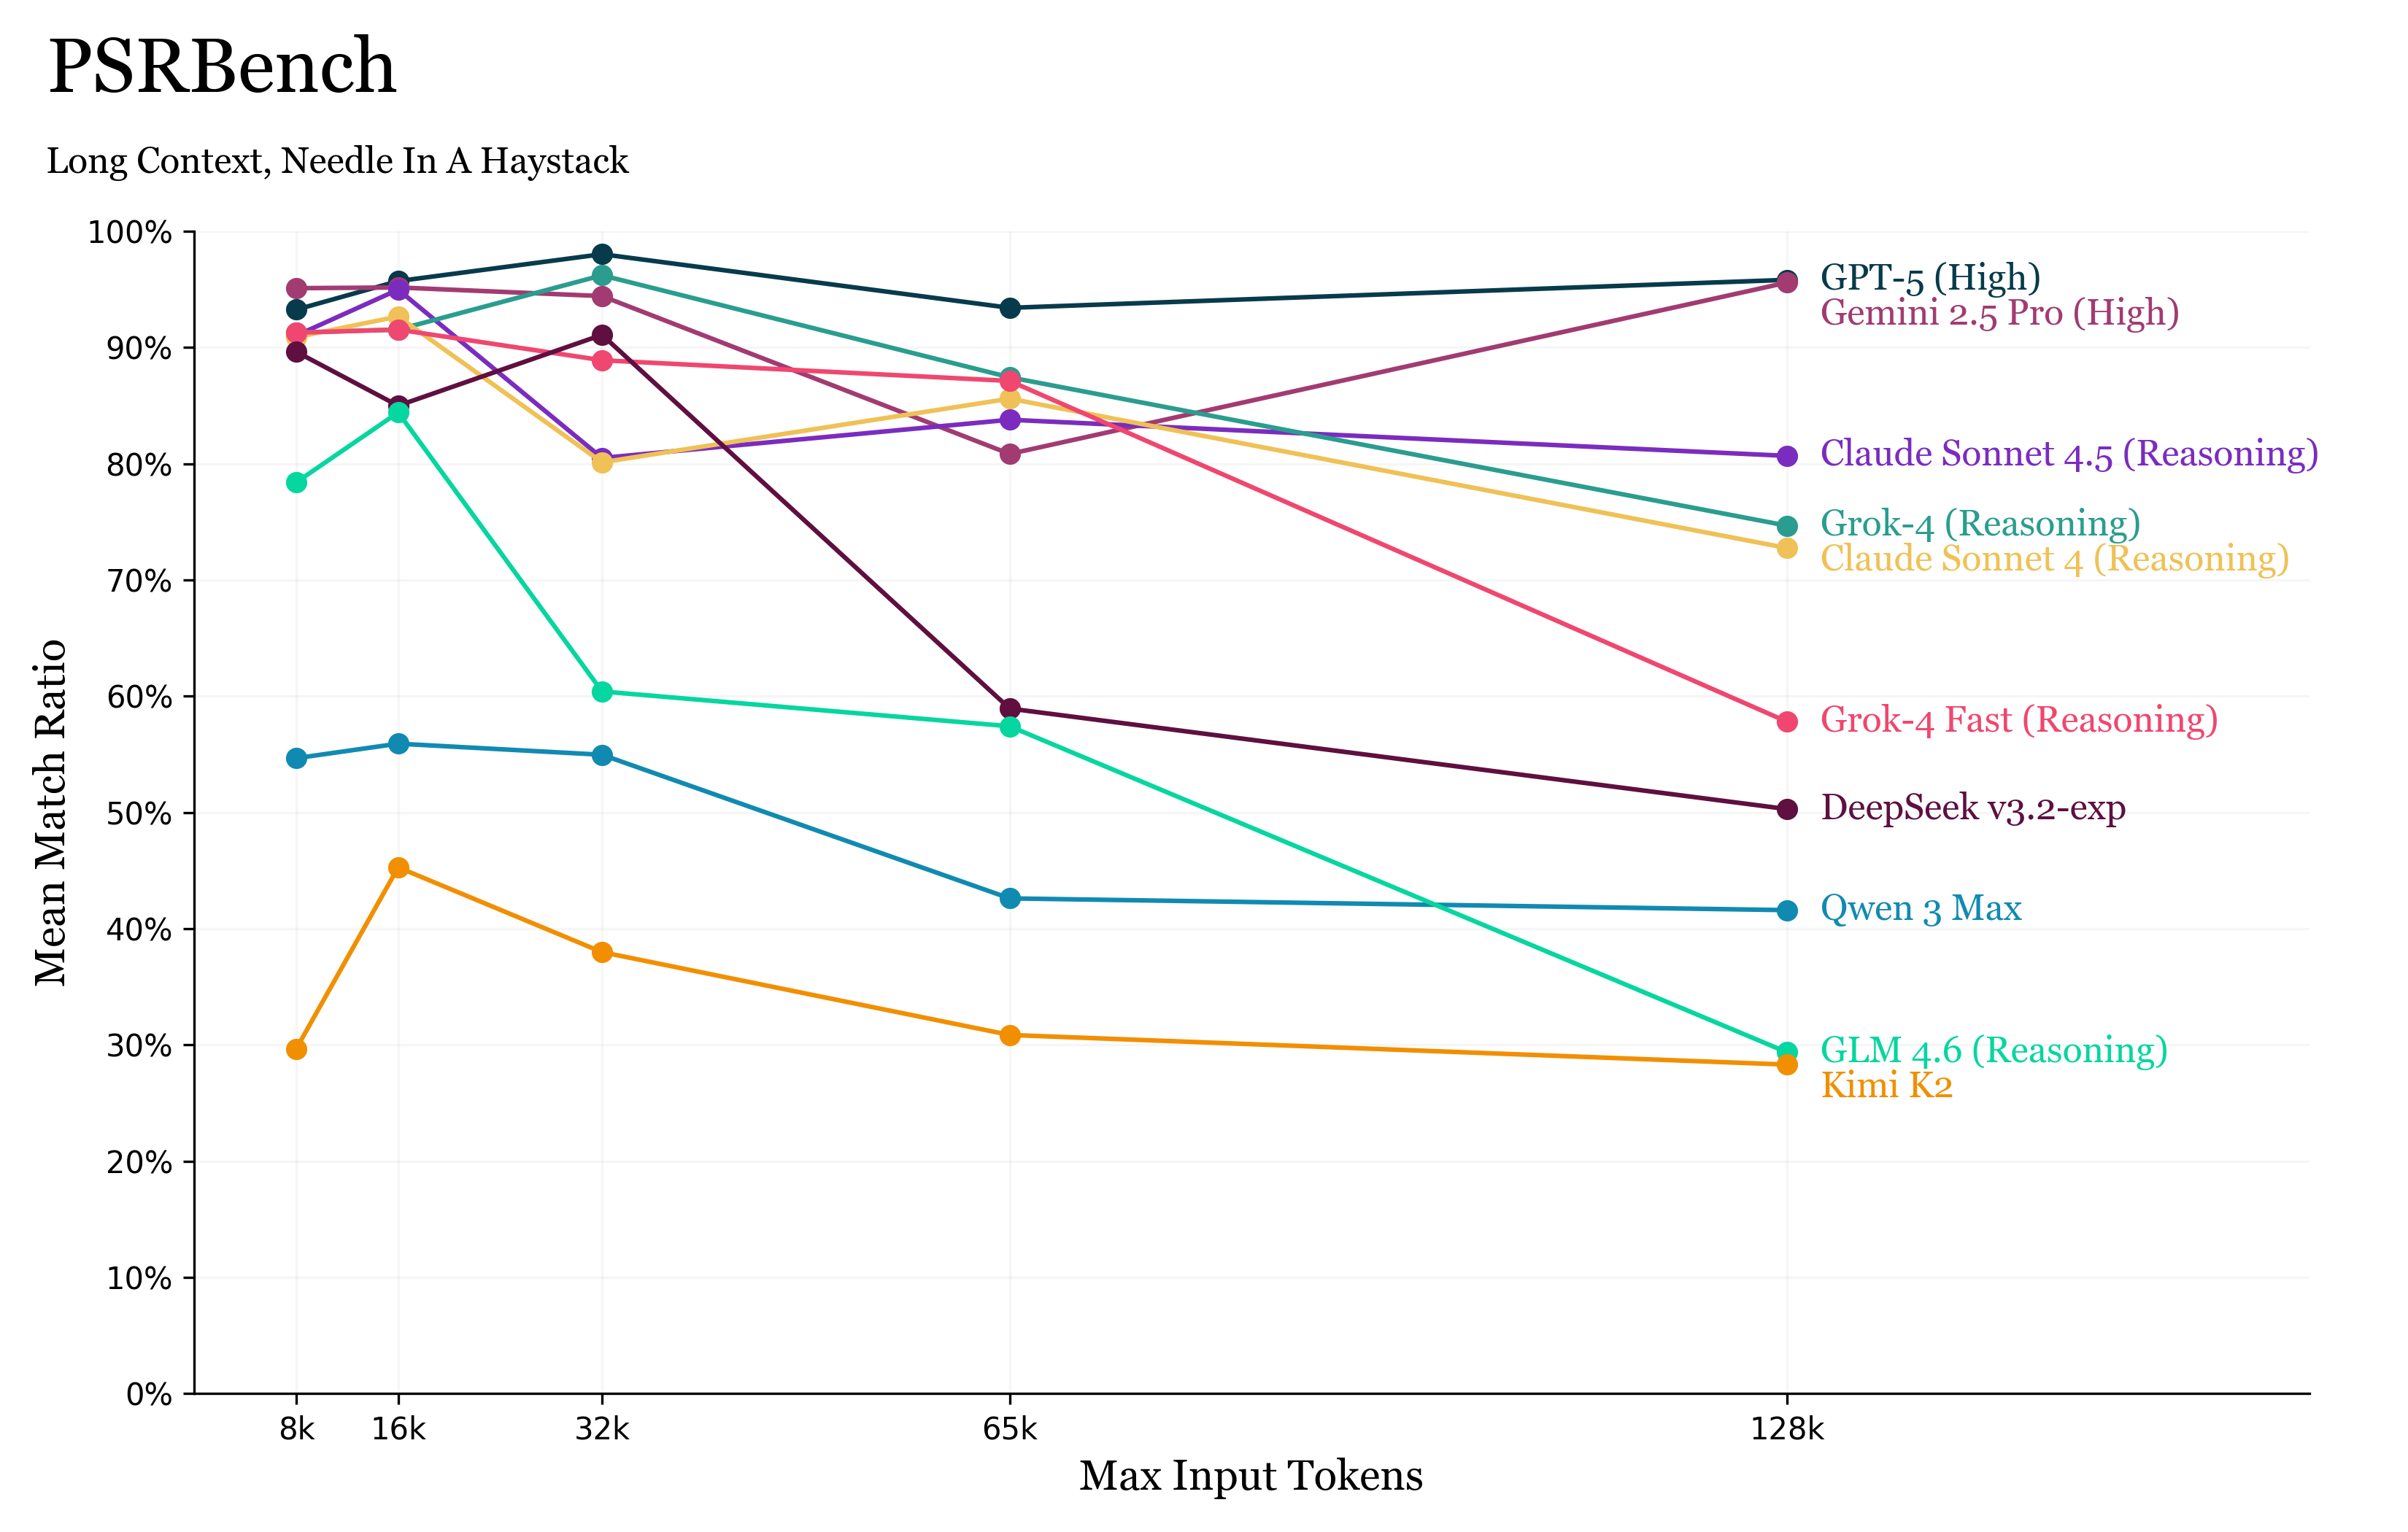 PSRBench
Long Context, Needle In A Haystack
100%
90%
80%
70%
60%
50%
40%
30%
20%
10%
0%
Mean Match Ratio
GPT-5 (High)
Gemini 2.5 Pro (High)
Claude Sonnet 4.5 (Reasoning)
Grok-4 (Reasoning)
Claude Sonnet 4 (Reasoning)
Grok-4 Fast (Reasoning)
DeepSeek v3.2-exp
Qwen 3 Max
GLM 4.6 (Reasoning)
Kimi K2
8k 16k 32k 65k 128k
Max Input Tokens